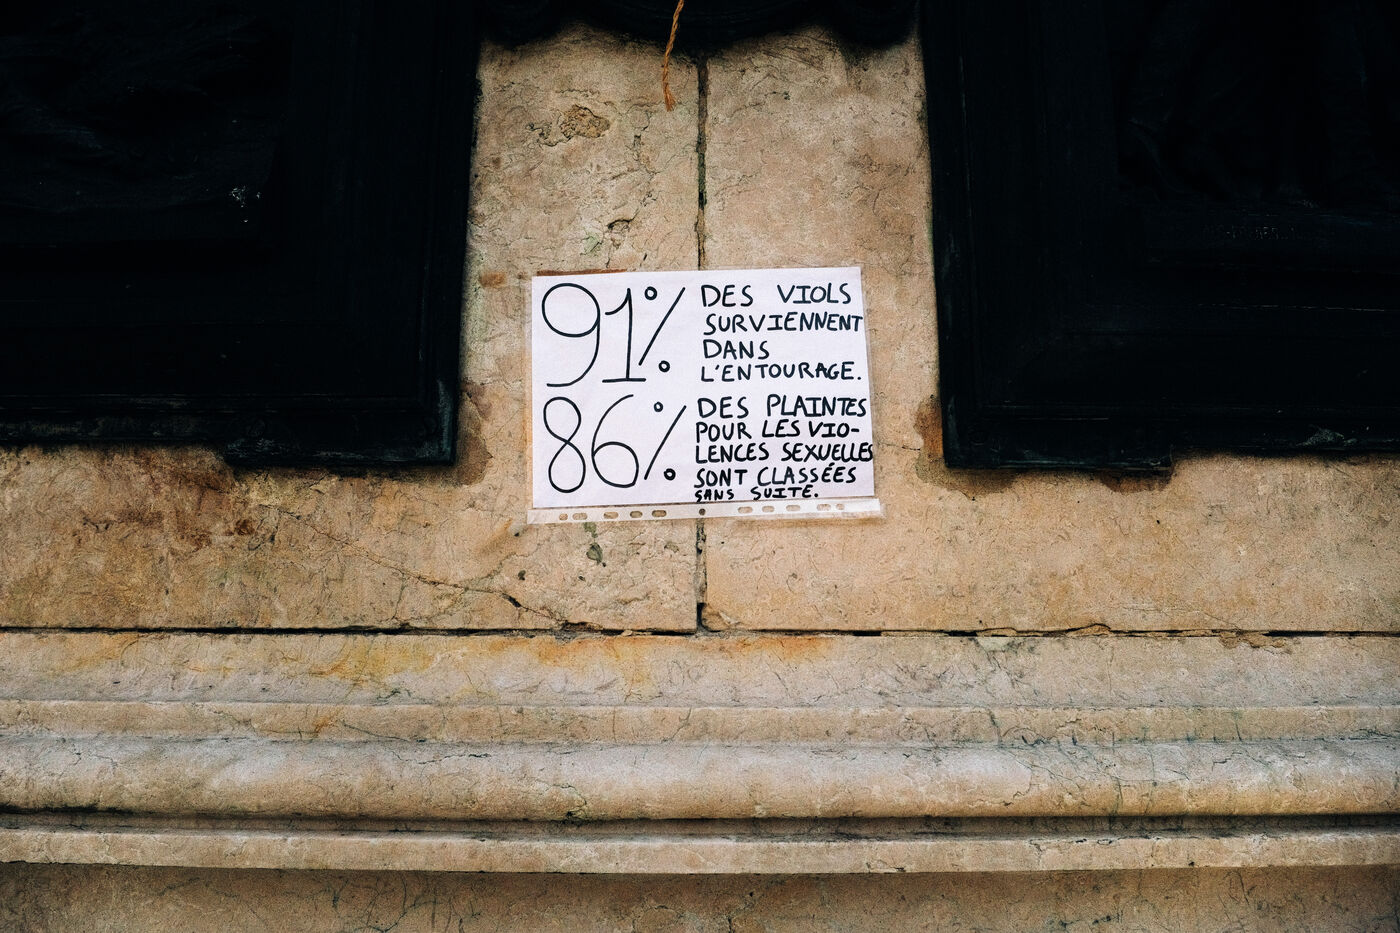 91% DES VIOLS
SURVIENNENT
DANS
L'ENTOURAGE.
86% DES PLAINTES
POUR LES VIO-
LENCES SEXUELLES
SONT CLASSÉES
SANS SUITE.